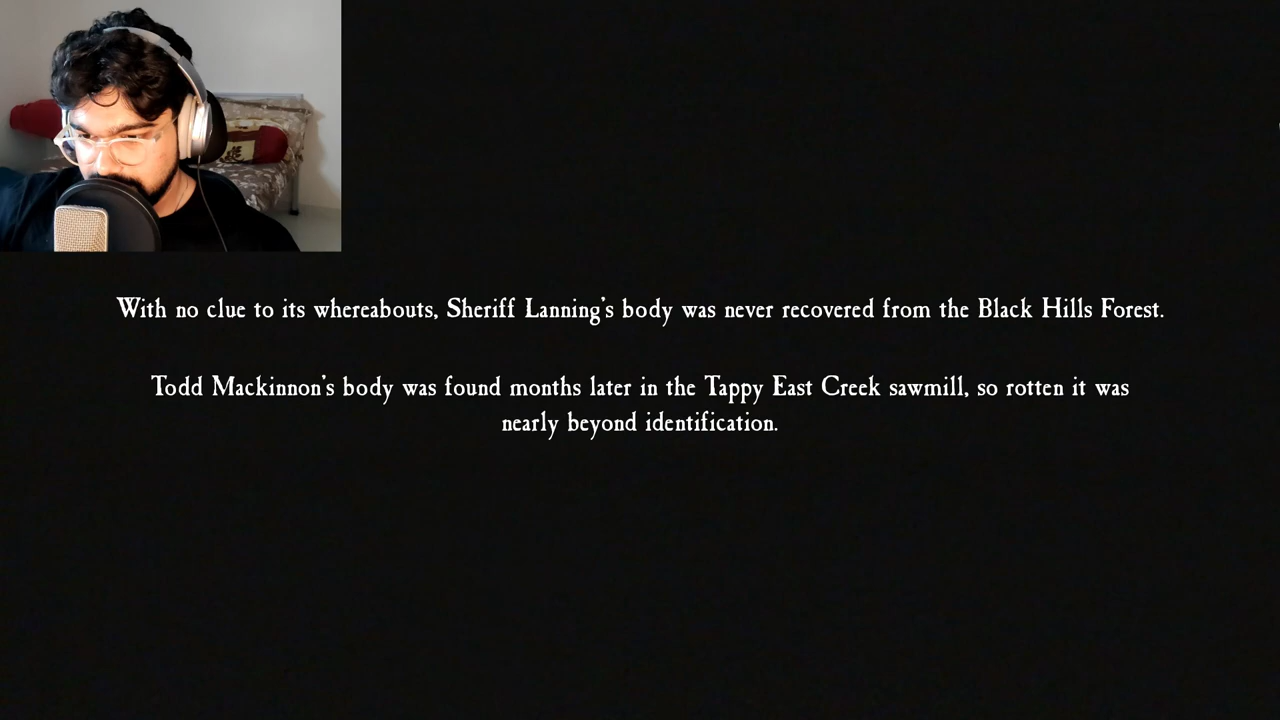 With no clue to its whereabouts, Sheriff Lanning's body was never recovered from the Black Hills Forest.
Todd Mackinnon's body was found months later in the Tappy East Creek sawmill, so rotten it was
nearly beyond identification.